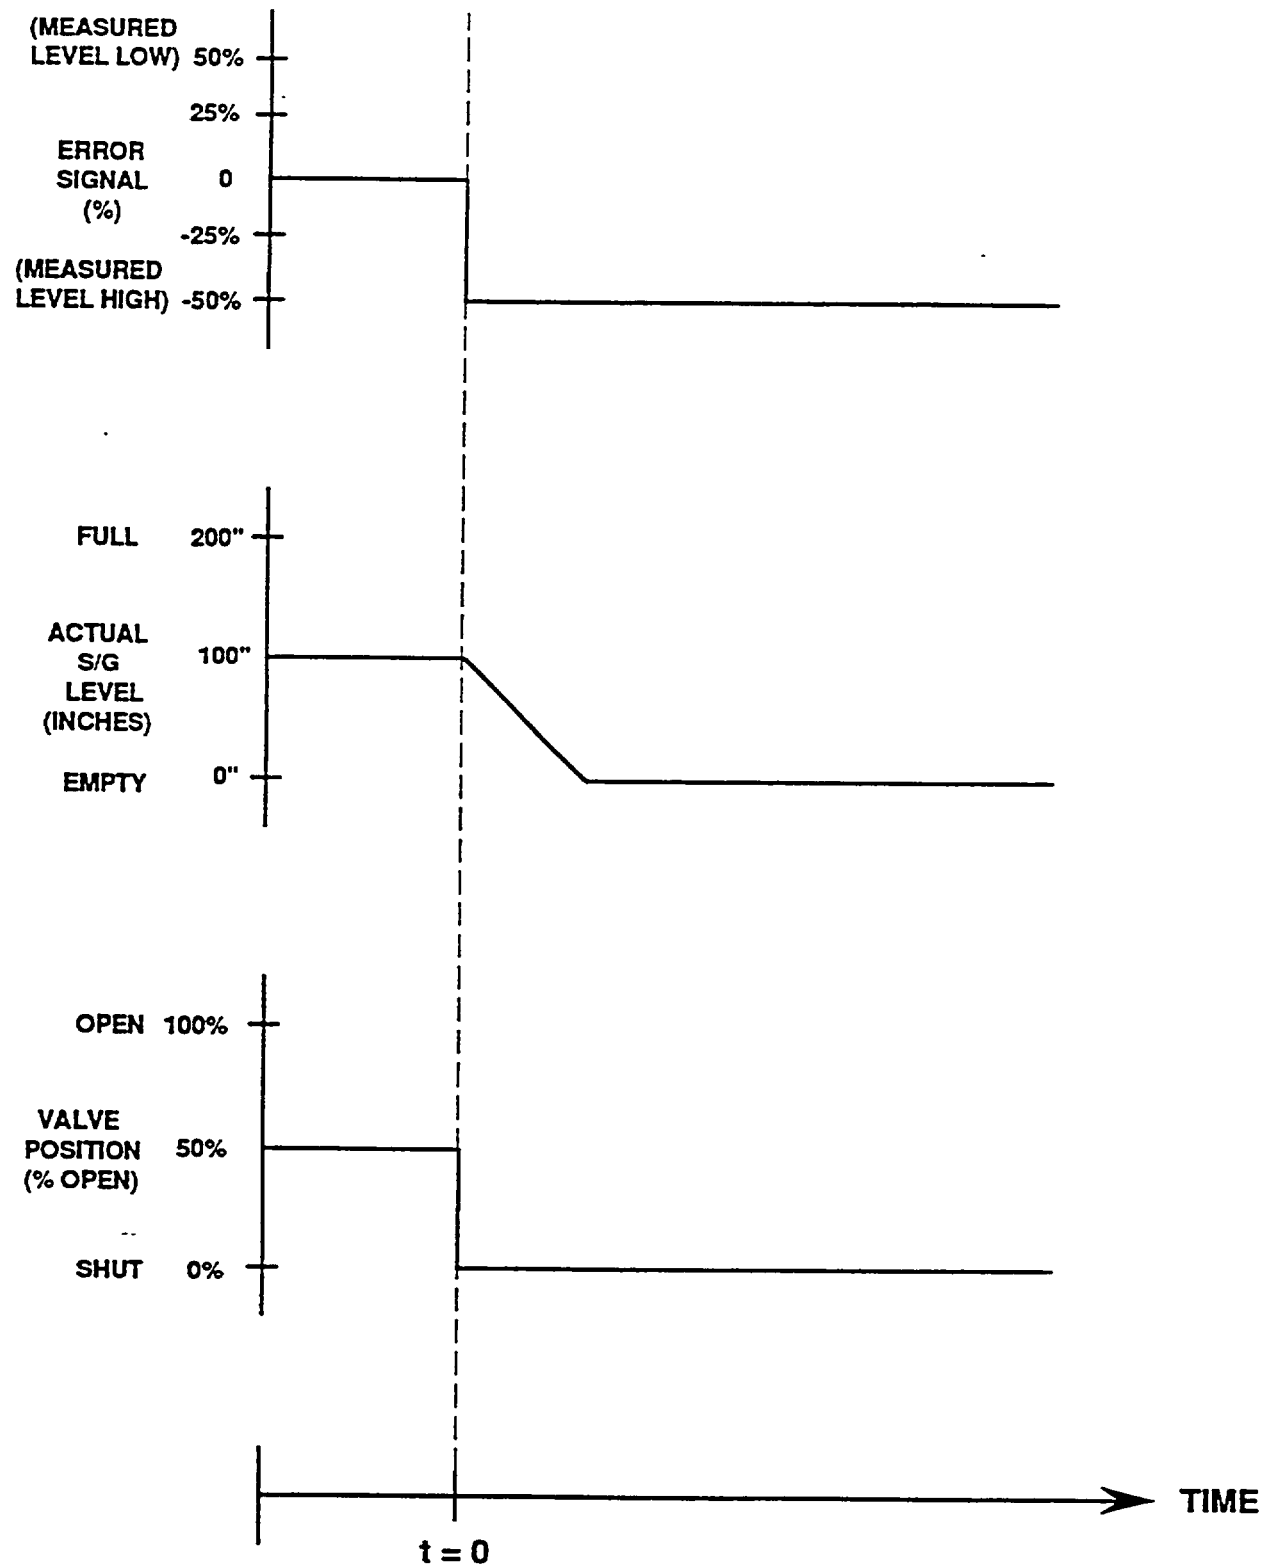 (MEASURED
LEVEL LOW) 50%
25%
ERROR
SIGNAL 0
(%)
-25%
(MEASURED
LEVEL HIGH) -50%
FULL 200"
ACTUAL
S/G 100"
LEVEL
(INCHES)
EMPTY 0"
OPEN 100%
VALVE
POSITION 50%
(% OPEN)
SHUT 0%
TIME
t = 0